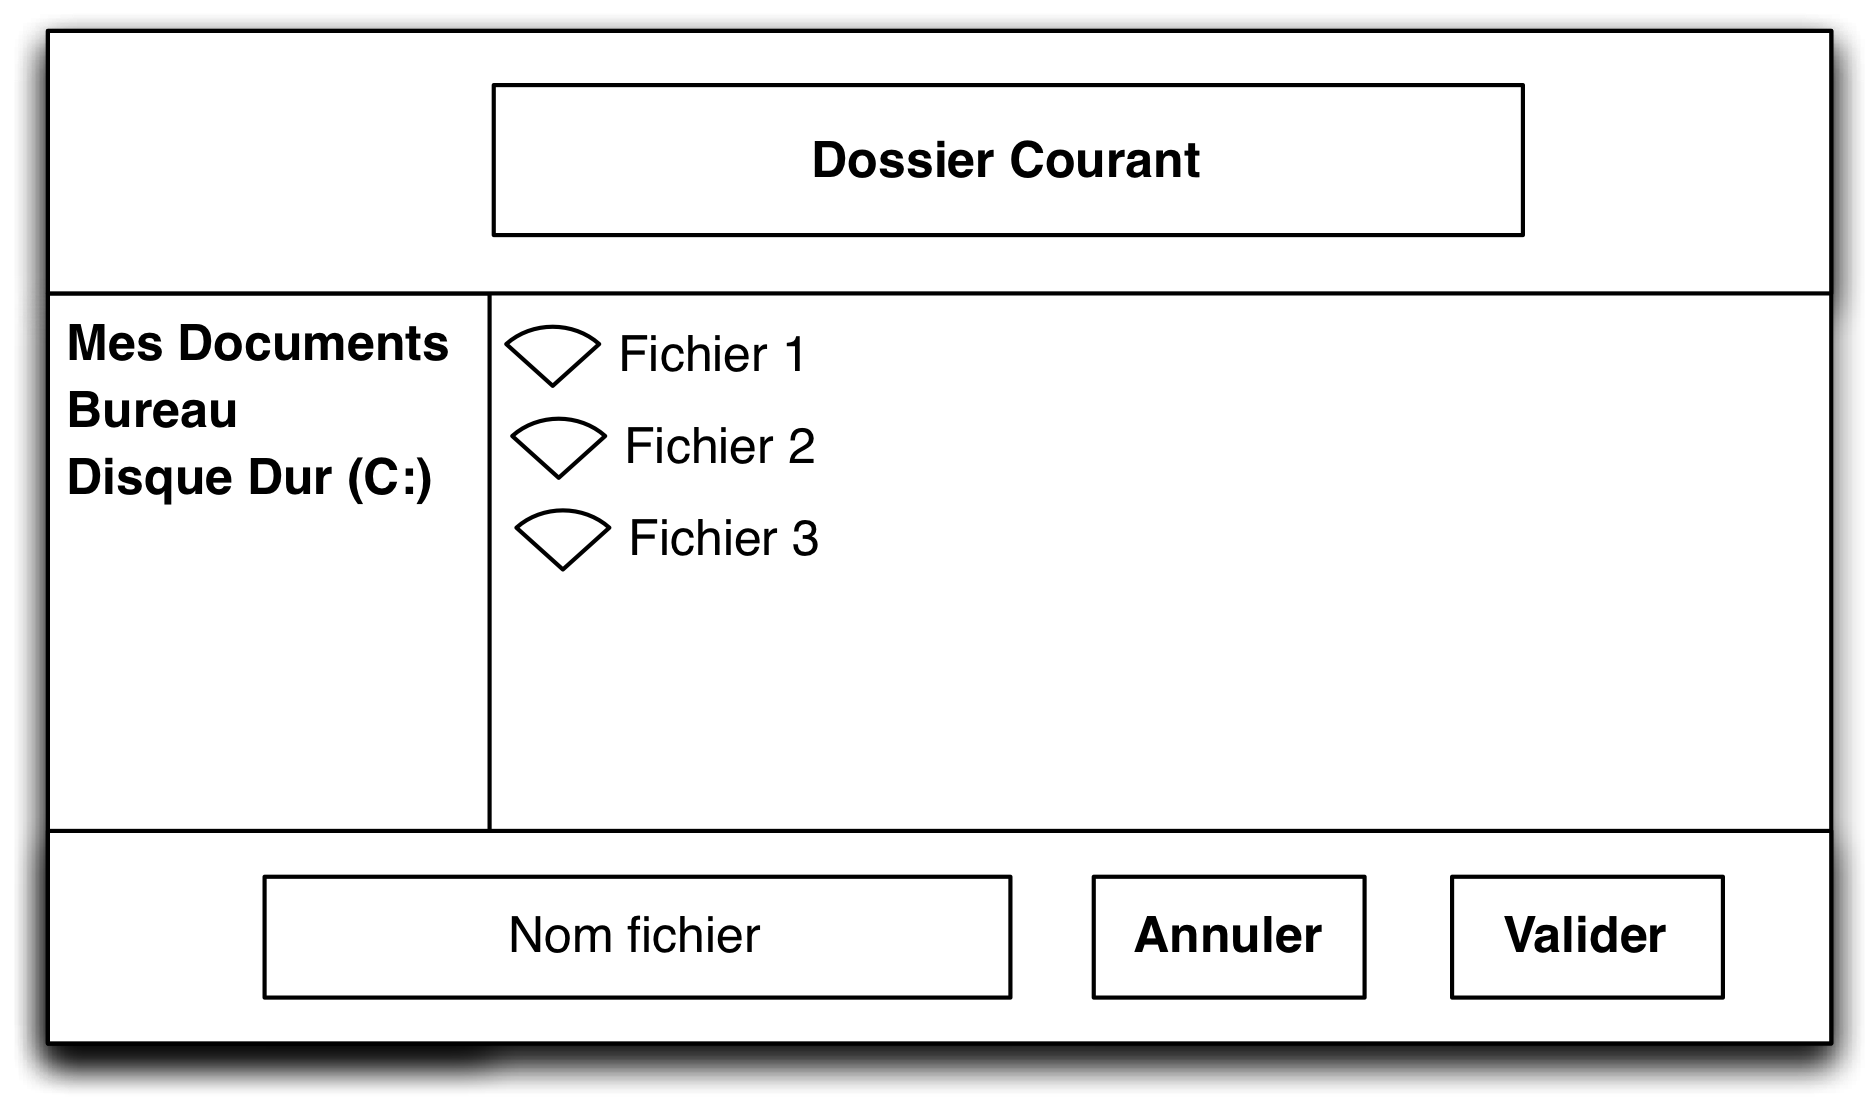 Dossier Courant
Mes Documents
Bureau
Disque Dur (C:)
Fichier 1
Fichier 2
Fichier 3
Nom fichier
Annuler
Valider